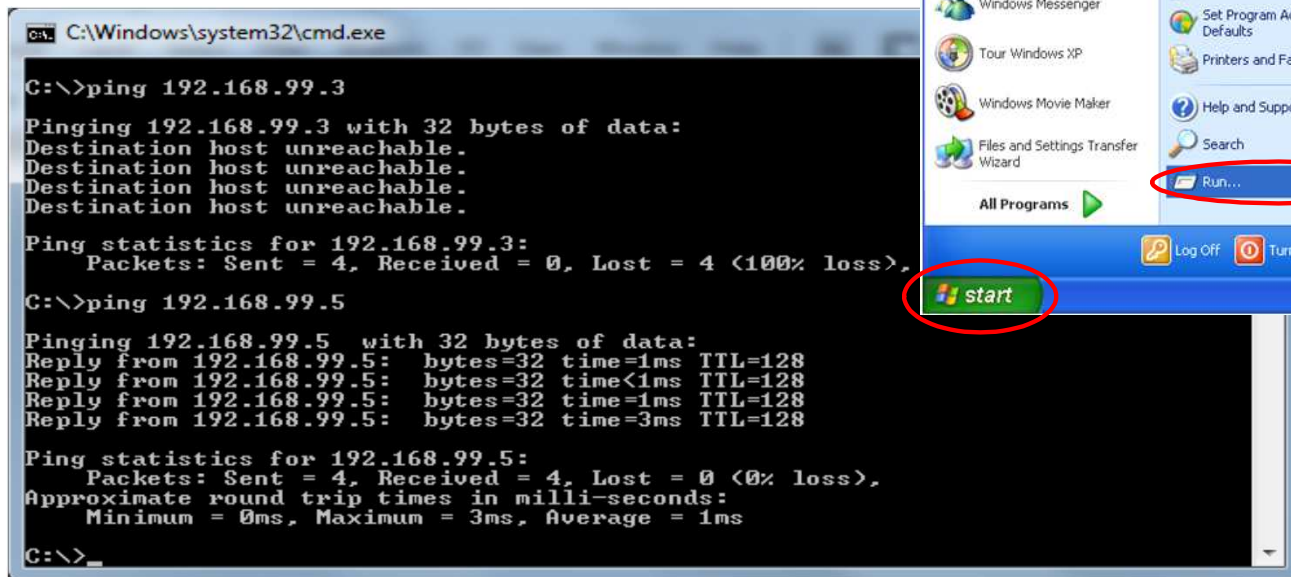 C:\Windows\system32\cmd.exe
C:\>ping 192.168.99.3
Pinging 192.168.99.3 with 32 bytes of data:
Destination host unreachable.
Destination host unreachable.
Destination host unreachable.
Destination host unreachable.
Ping statistics for 192.168.99.3:
Packets: Sent = 4, Received = 0, Lost = 4 (100% loss),
C:\>ping 192.168.99.5
Pinging 192.168.99.5 with 32 bytes of data:
Reply from 192.168.99.5: bytes=32 time=1ms TTL=128
Reply from 192.168.99.5: bytes=32 time<1ms TTL=128
Reply from 192.168.99.5: bytes=32 time=1ms TTL=128
Reply from 192.168.99.5: bytes=32 time=3ms TTL=128
Ping statistics for 192.168.99.5:
Packets: Sent = 4, Received = 4, Lost = 0 (0% loss),
Approximate round trip times in milli-seconds:
Minimum = 0ms, Maximum = 3ms, Average = 1ms
C:\>_
Windows Messenger
Tour Windows XP
Windows Movie Maker
Files and Settings Transfer
Wizard
All Programs
Set Program
Defaults
Printers and
Help and
Search
Run...
Log Off
start